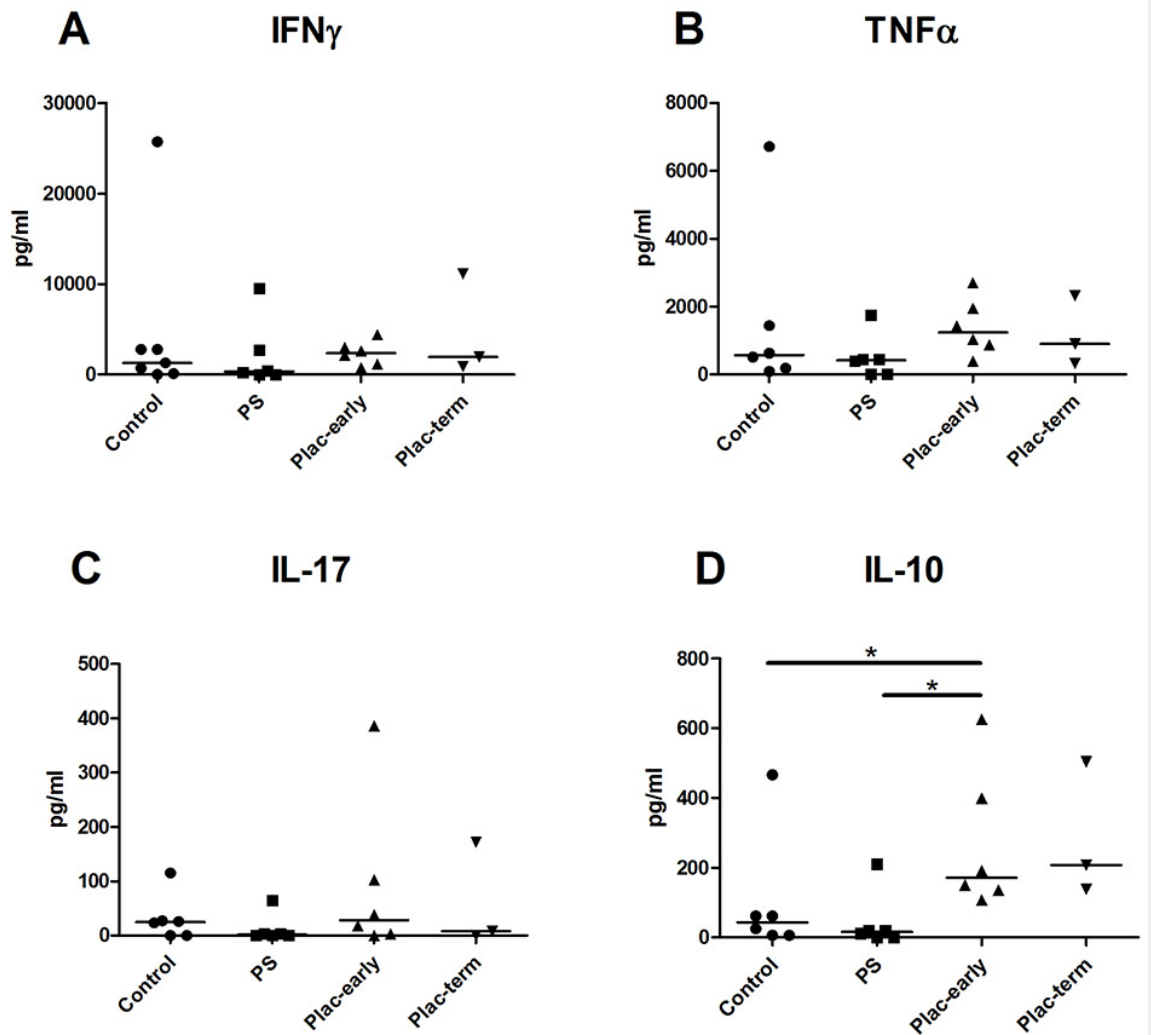 A IFNγ
30000
20000
10000
0
pg/ml
Control PS Plac-early Plac-term
B TNFα
8000
6000
4000
2000
0
pg/ml
Control PS Plac-early Plac-term
C IL-17
500
400
300
200
100
0
pg/ml
Control PS Plac-early Plac-term
D IL-10
800
600
400
200
0
pg/ml
*
*
Control PS Plac-early Plac-term